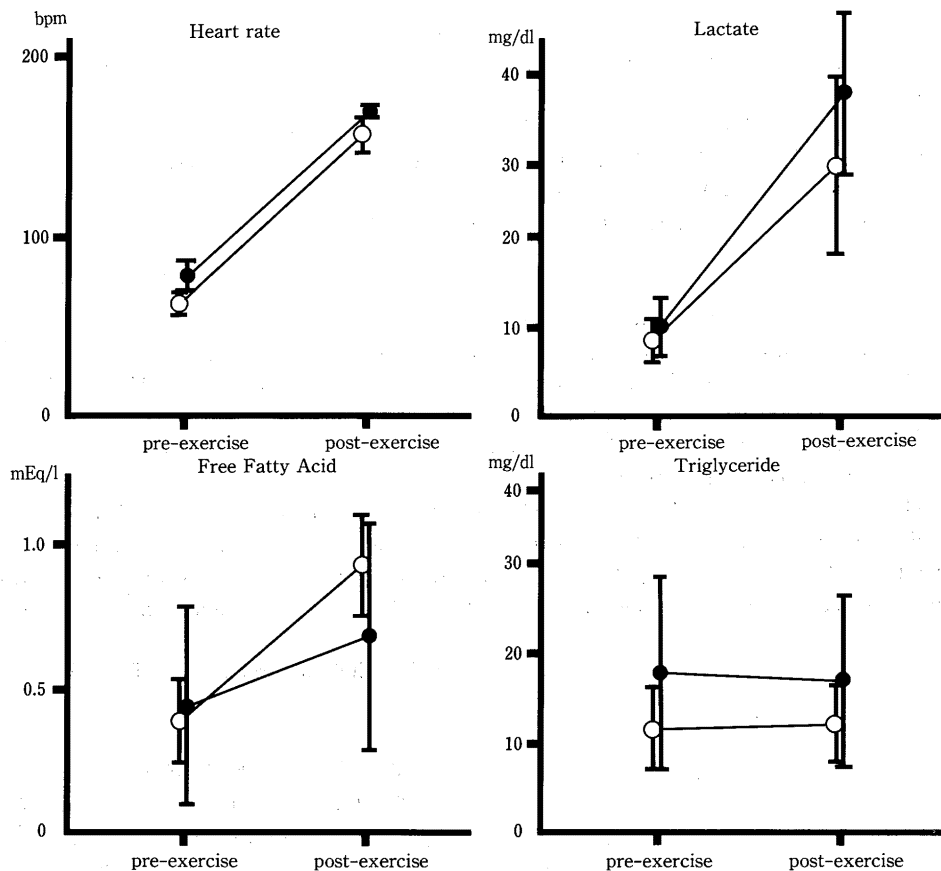 bpm
Heart rate
200
100
0
pre-exercise
post-exercise
mg/dl
Lactate
40
30
20
10
0
pre-exercise
post-exercise
mEq/l
Free Fatty Acid
1.0
0.5
0
pre-exercise
post-exercise
mg/dl
Triglyceride
40
30
20
10
0
pre-exercise
post-exercise